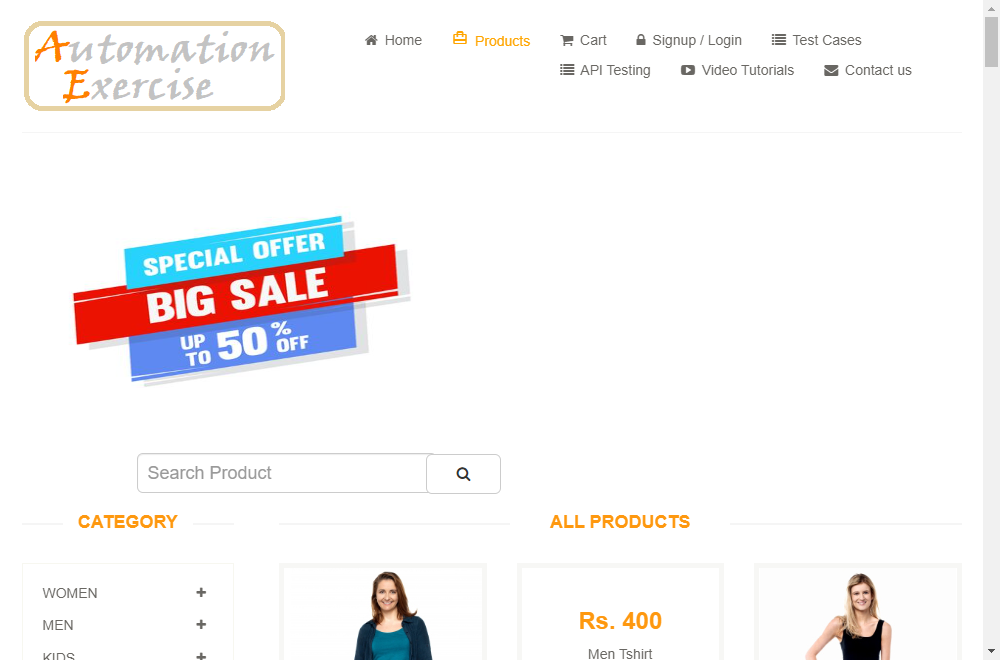 Automation
Exercise
Home
Products
Cart
Signup / Login
Test Cases
API Testing
Video Tutorials
Contact us
SPECIAL OFFER
BIG SALE
UP TO 50% OFF
Search Product
CATEGORY
ALL PRODUCTS
WOMEN
MEN
KIDS
Rs. 400
Men Tshirt